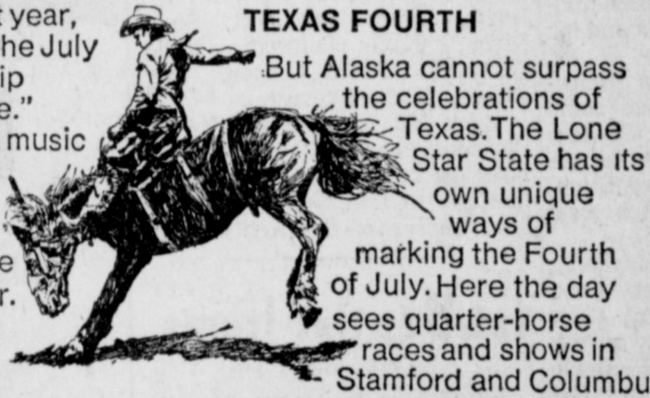 t year,
he July
ip
e."
music
e
r.
TEXAS FOURTH
But Alaska cannot surpass
the celebrations of
Texas. The Lone
Star State has its
own unique
ways of
marking the Fourth
of July. Here the day
sees quarter-horse
races and shows in
Stamford and Columbu